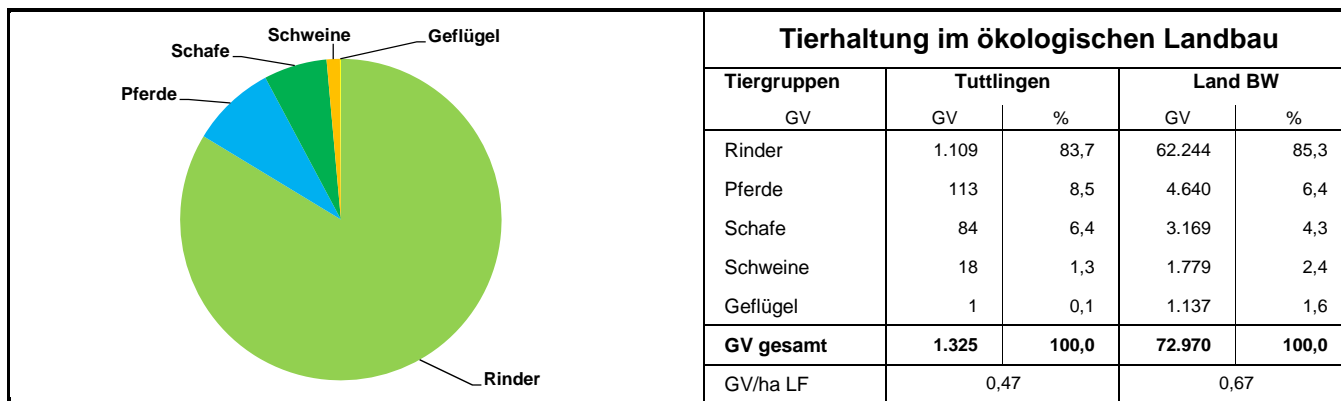 Schweine
Geflügel
Schafe
Pferde
Rinder
Tierhaltung im ökologischen Landbau
Tiergruppen Tuttlingen Land BW
GV GV % GV %
Rinder 1.109 83,7 62.244 85,3
Pferde 113 8,5 4.640 6,4
Schafe 84 6,4 3.169 4,3
Schweine 18 1,3 1.779 2,4
Geflügel 1 0,1 1.137 1,6
GV gesamt 1.325 100,0 72.970 100,0
GV/ha LF 0,47 0,67